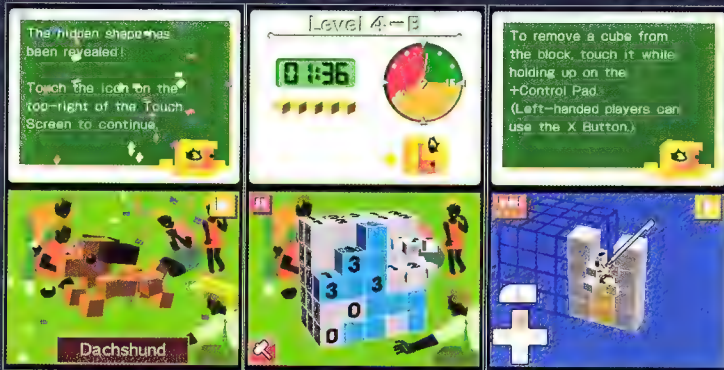 The hidden shape has
been revealed!
Touch the icon on the
top-right of the Touch
Screen to continue.
Dachshund
Level 4-B
01:36
3
3
3
0
0
To remove a cube from
the block, touch it while
holding up on the
+Control Pad.
(Left-handed players can
use the X Button.)